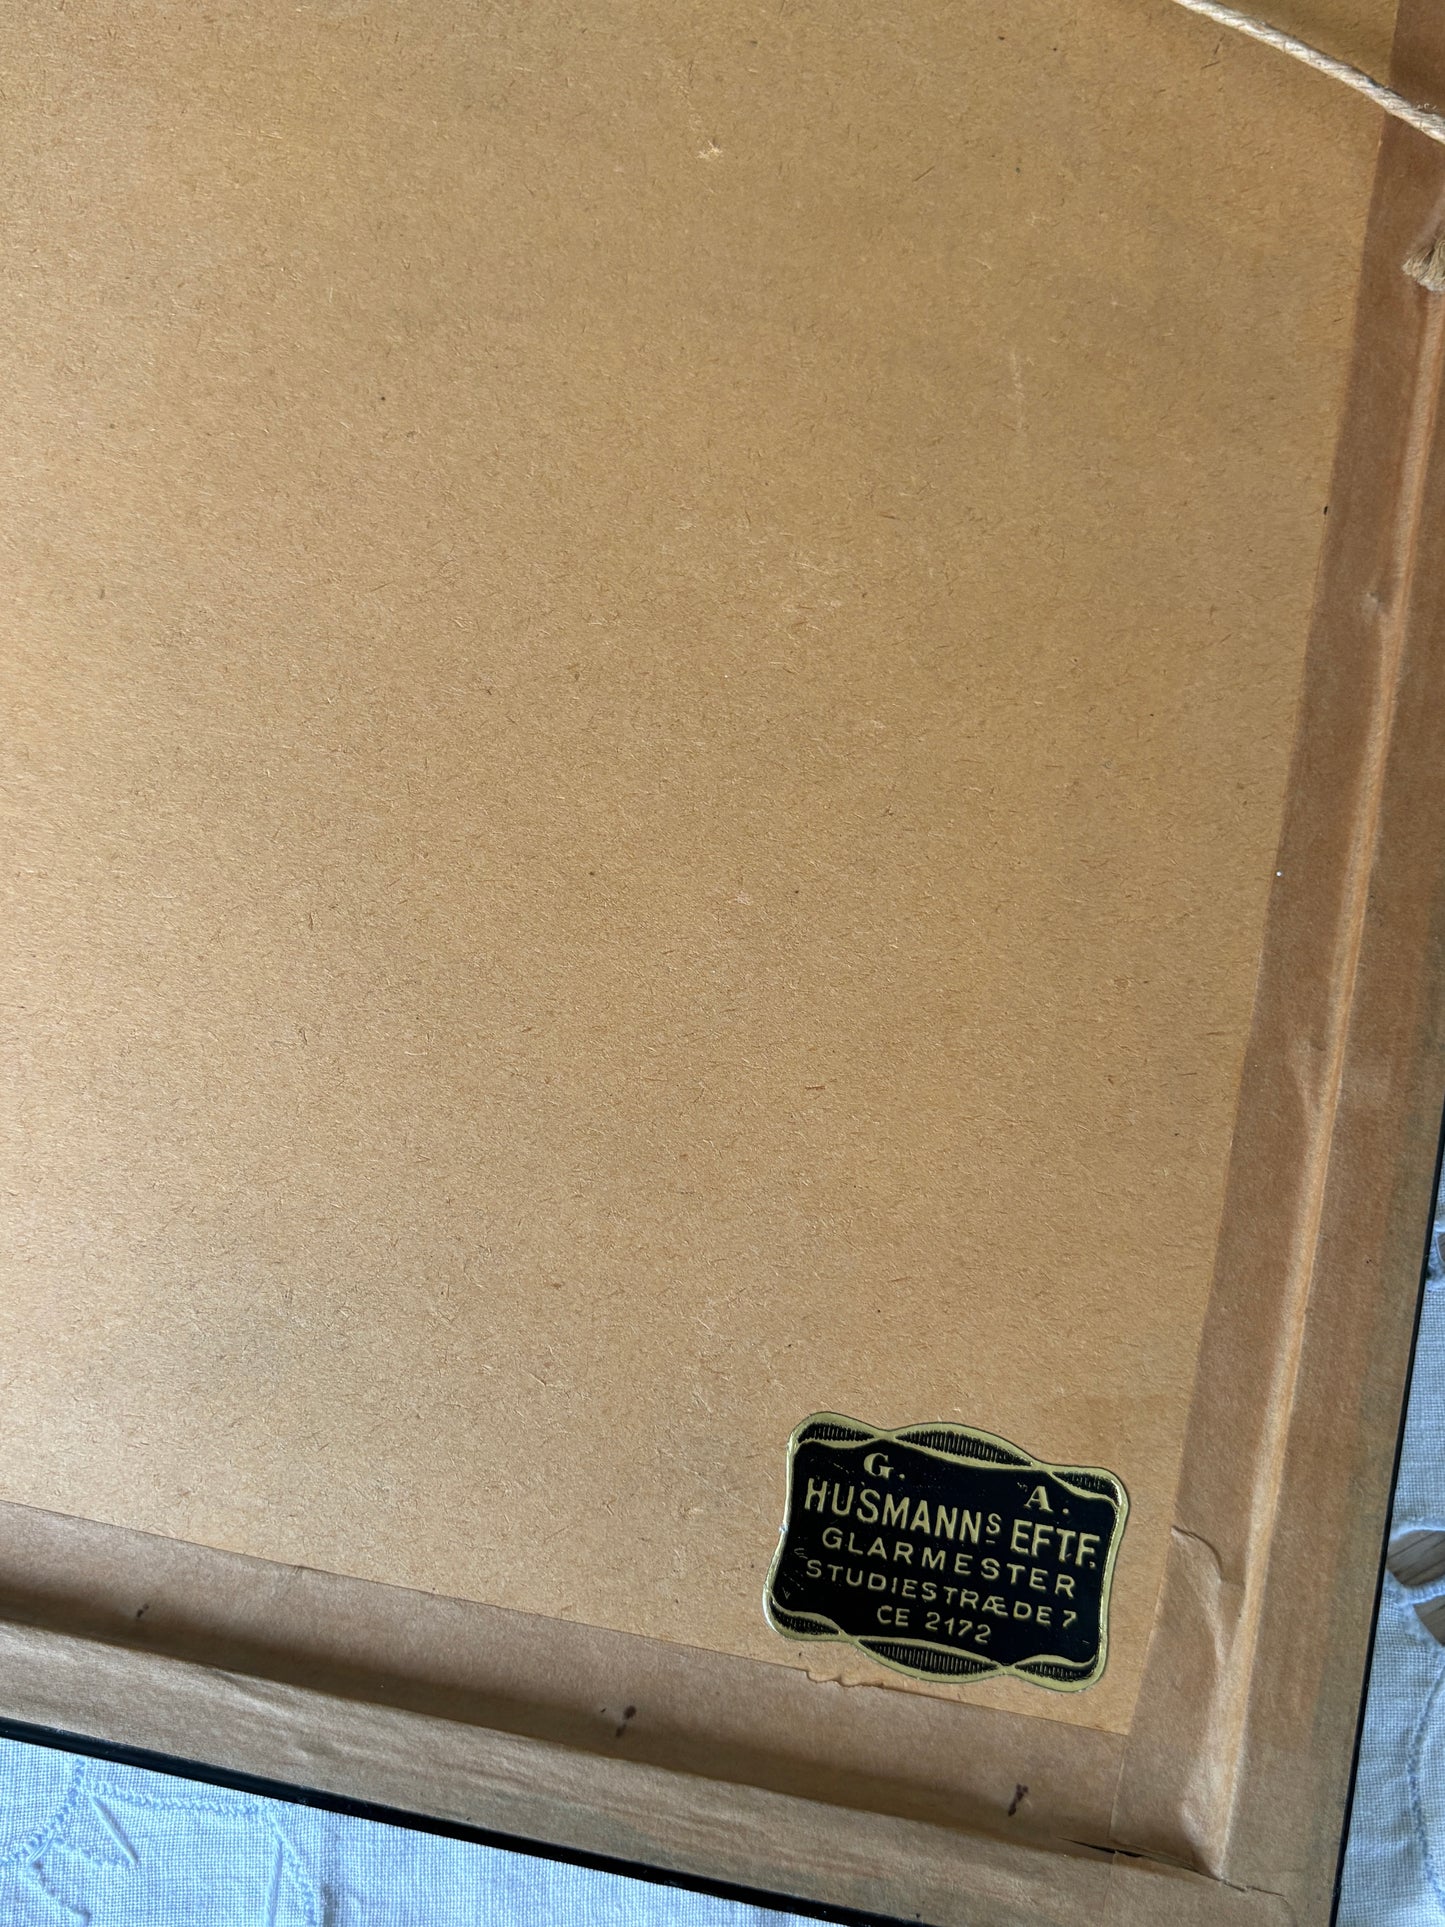 G. A.
HUSMANNS EFTF.
GLARMESTER
STUDIESTRÆDE 7
CE 2172